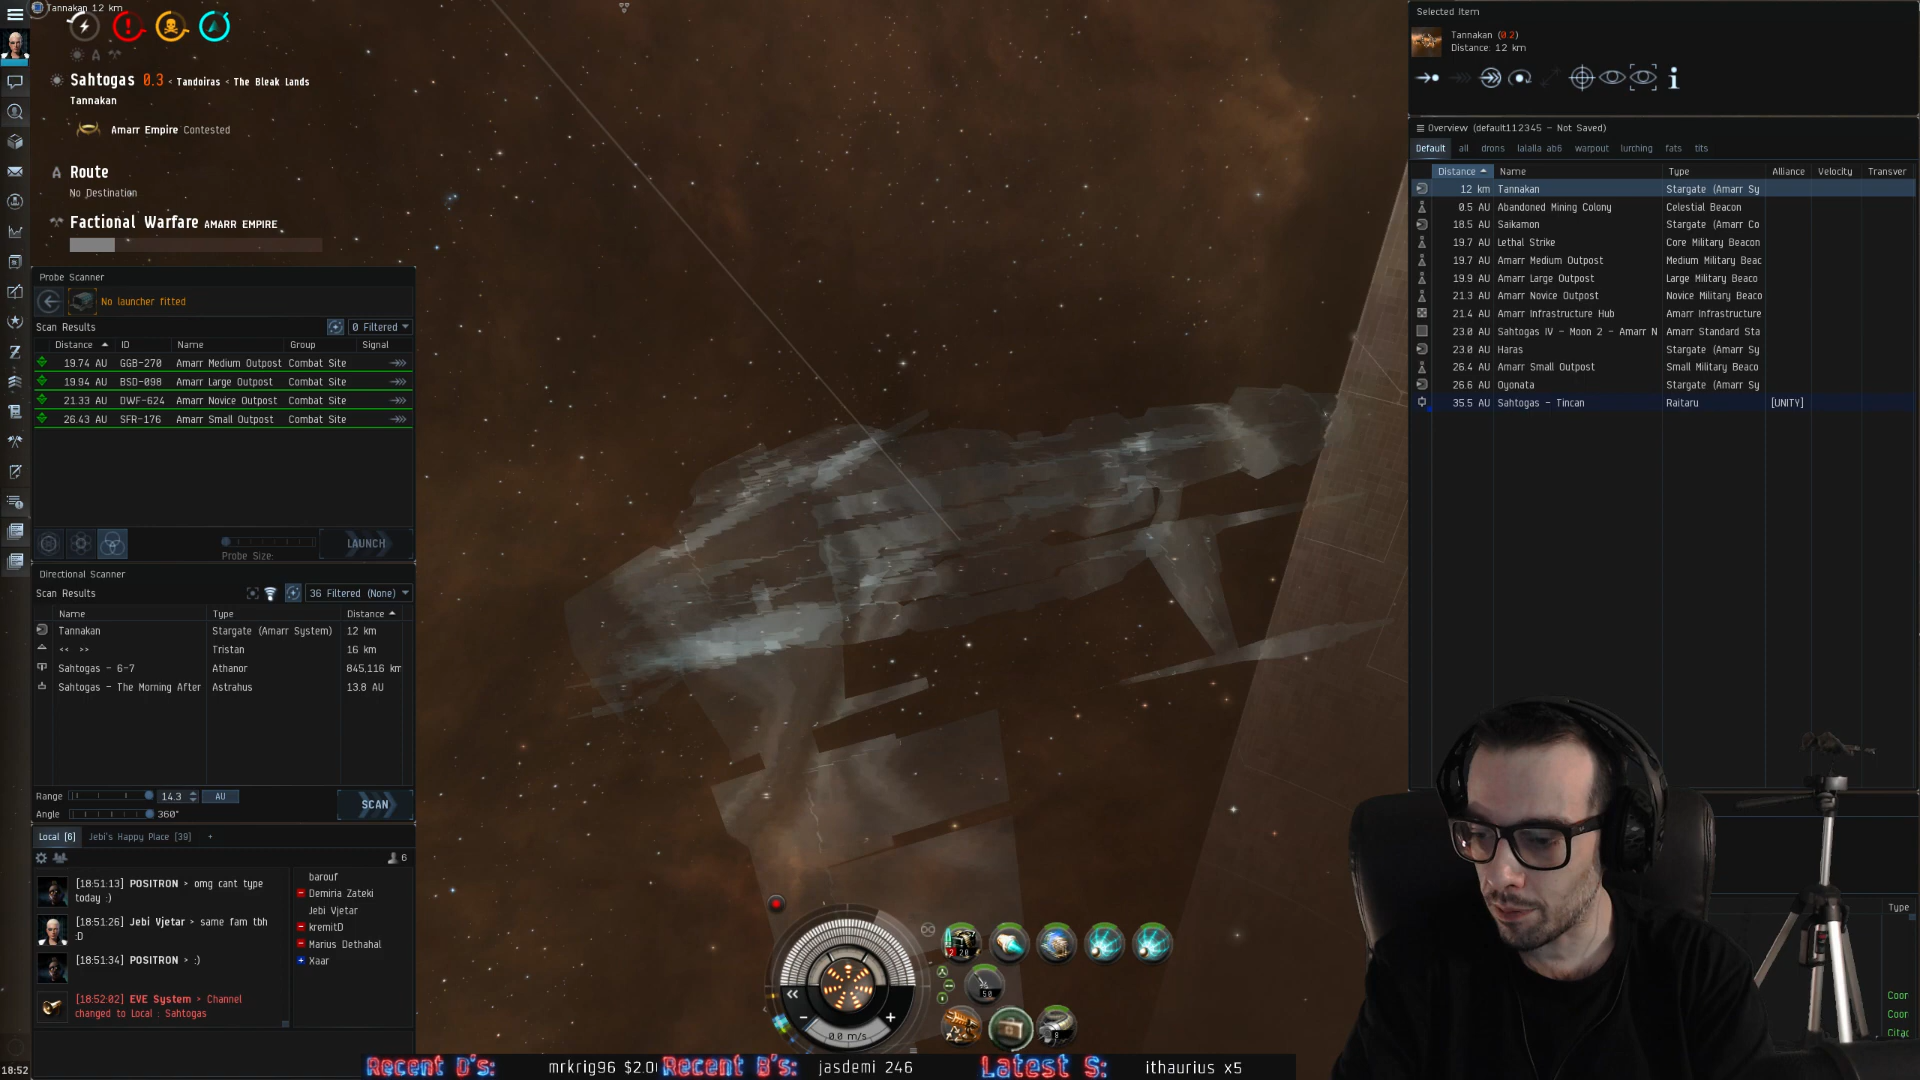 Tannakan 12 km
Sahtogas 0.3 < Tandoiras < The Bleak Lands
Tannakan
Amarr Empire Contested
Route
No Destination
Factional Warfare AMARR EMPIRE
Probe Scanner
No launcher fitted
Scan Results
0 Filtered
Distance ID Name Group Signal
19.74 AU GGB-270 Amarr Medium Outpost Combat Site
19.94 AU BSD-098 Amarr Large Outpost Combat Site
21.33 AU DWF-624 Amarr Novice Outpost Combat Site
26.43 AU SFR-176 Amarr Small Outpost Combat Site
Probe Size:
LAUNCH
Directional Scanner
Scan Results
36 Filtered (None)
Name Type Distance
Tannakan Stargate (Amarr System) 12 km
<< >> Tristan 16 km
Sahtogas - 6-7 Athanor 845,116 km
Sahtogas - The Morning After Astrahus 13.8 AU
Range 14.3 AU
Angle 360°
SCAN
Local [6] Jebi's Happy Place [39] +
6
[18:51:13] POSITRON > omg cant type
today :)
[18:51:26] Jebi Vjetar > same fam tbh
:D
[18:51:34] POSITRON > :)
[18:52:02] EVE System > Channel
changed to Local : Sahtogas
barouf
Demiria Zateki
Jebi Vjetar
kremitD
Marius Dethahal
Xaar
18:52
0.0 m/s
Recent D's: mrkrig96 $2.0
Recent B's: jasdemi 246
Latest S: ithaurius x5
Selected Item
Tannakan (0.2)
Distance: 12 km
Overview (default112345 - Not Saved)
Default all drons lalalla ab6 warpout lurching fats tits
Distance Name Type Alliance Velocity Transver
12 km Tannakan Stargate (Amarr Sy
0.5 AU Abandoned Mining Colony Celestial Beacon
18.5 AU Saikamon Stargate (Amarr Co
19.7 AU Lethal Strike Core Military Beacon
19.7 AU Amarr Medium Outpost Medium Military Beac
19.9 AU Amarr Large Outpost Large Military Beaco
21.3 AU Amarr Novice Outpost Novice Military Beaco
21.4 AU Amarr Infrastructure Hub Amarr Infrastructure
23.0 AU Sahtogas IV - Moon 2 - Amarr N Amarr Standard Sta
23.0 AU Haras Stargate (Amarr Sy
26.4 AU Amarr Small Outpost Small Military Beaco
26.6 AU Oyonata Stargate (Amarr Sy
35.5 AU Sahtogas - Tincan Raitaru [UNITY]
Type
Coor
Coor
Citac